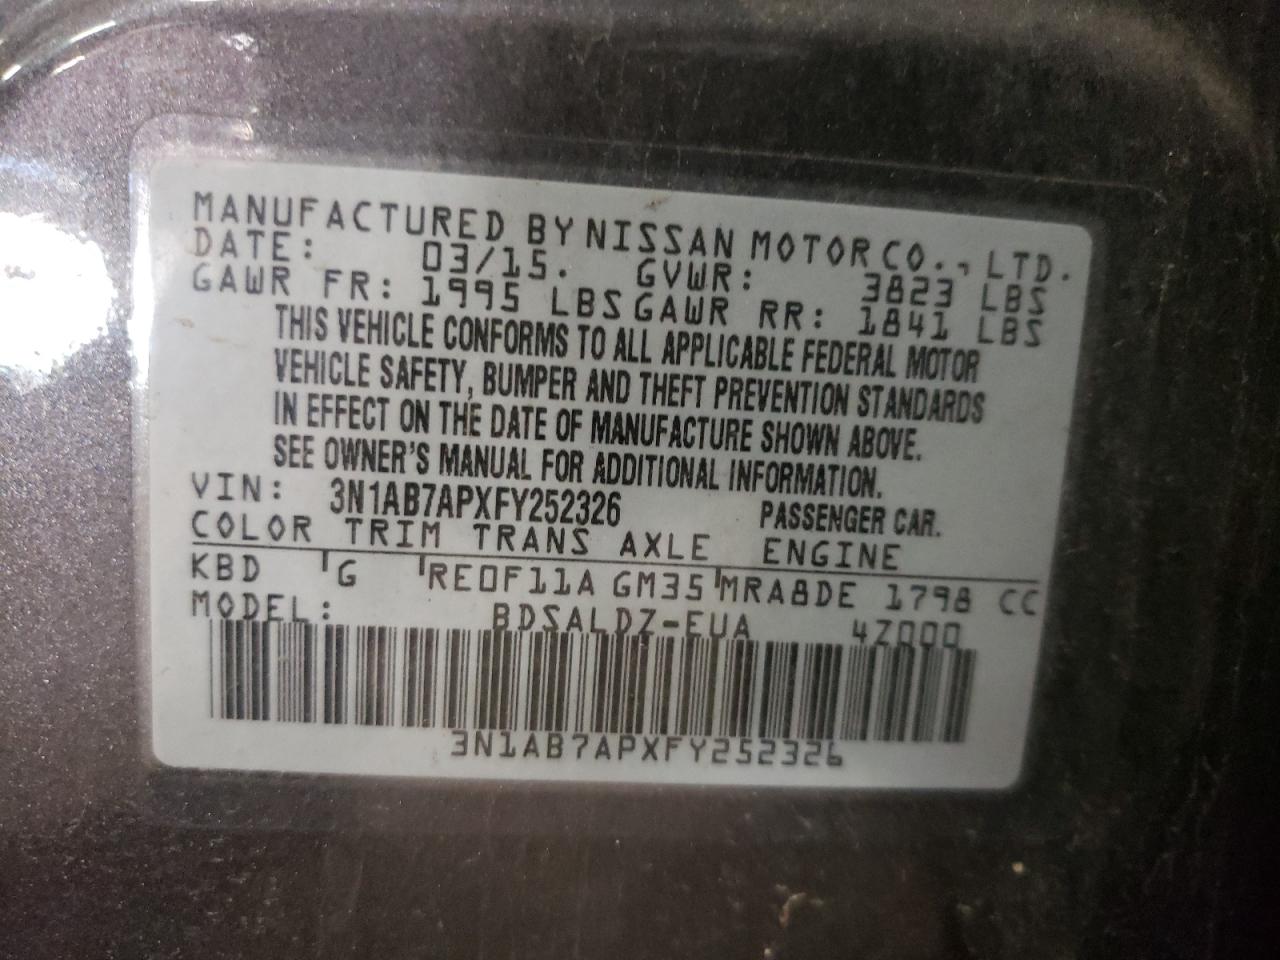 MANUFACTURED BY NISSAN MOTOR CO., LTD.
DATE: 03/15. GVWR: 3823 LBS
GAWR FR: 1995 LBS GAWR RR: 1841 LBS
THIS VEHICLE CONFORMS TO ALL APPLICABLE FEDERAL MOTOR
VEHICLE SAFETY, BUMPER AND THEFT PREVENTION STANDARDS
IN EFFECT ON THE DATE OF MANUFACTURE SHOWN ABOVE.
SEE OWNER'S MANUAL FOR ADDITIONAL INFORMATION.
VIN: 3N1AB7APXFY252326 PASSENGER CAR.
COLOR TRIM TRANS AXLE ENGINE
KBD G RE0F11A GM35 MRA8DE 1798 CC
MODEL: BDSALDZ-EUA 4Z000
3N1AB7APXFY252326